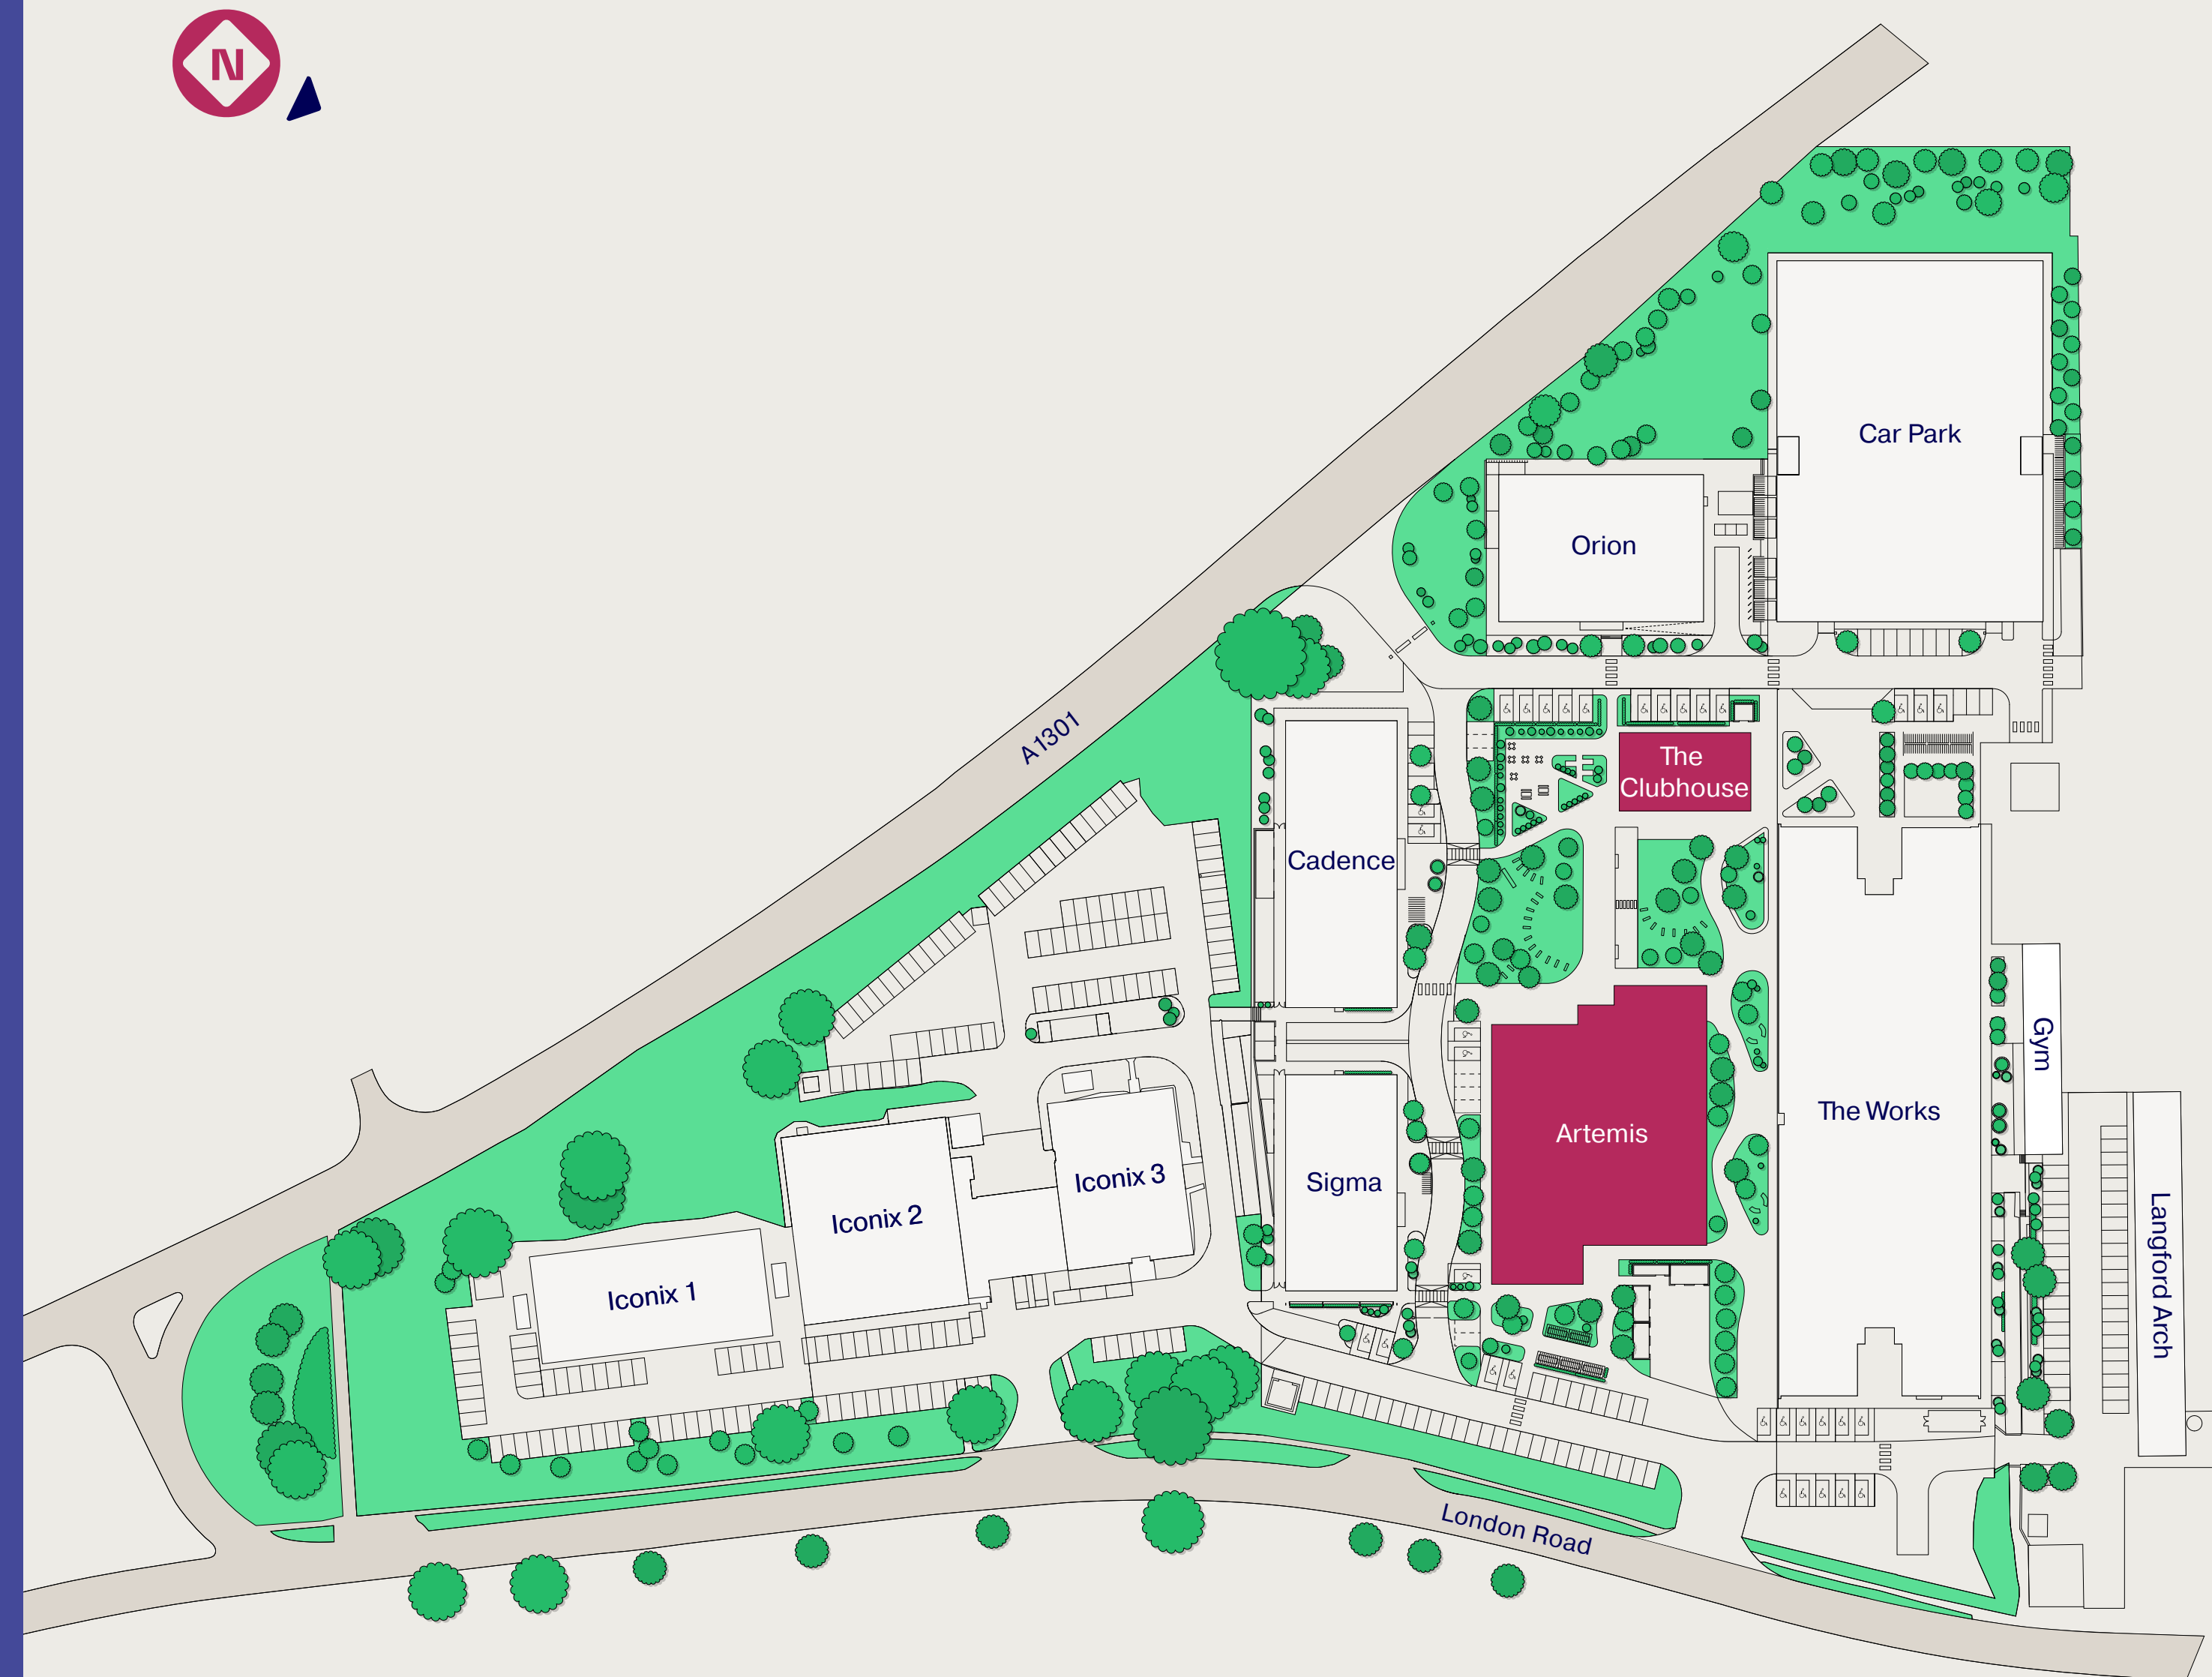 N
Car Park
Orion
A1301
The
Clubhouse
Cadence
Gym
The Works
Artemis
Iconix 3
Sigma
Iconix 2
Langford Arch
Iconix 1
London Road